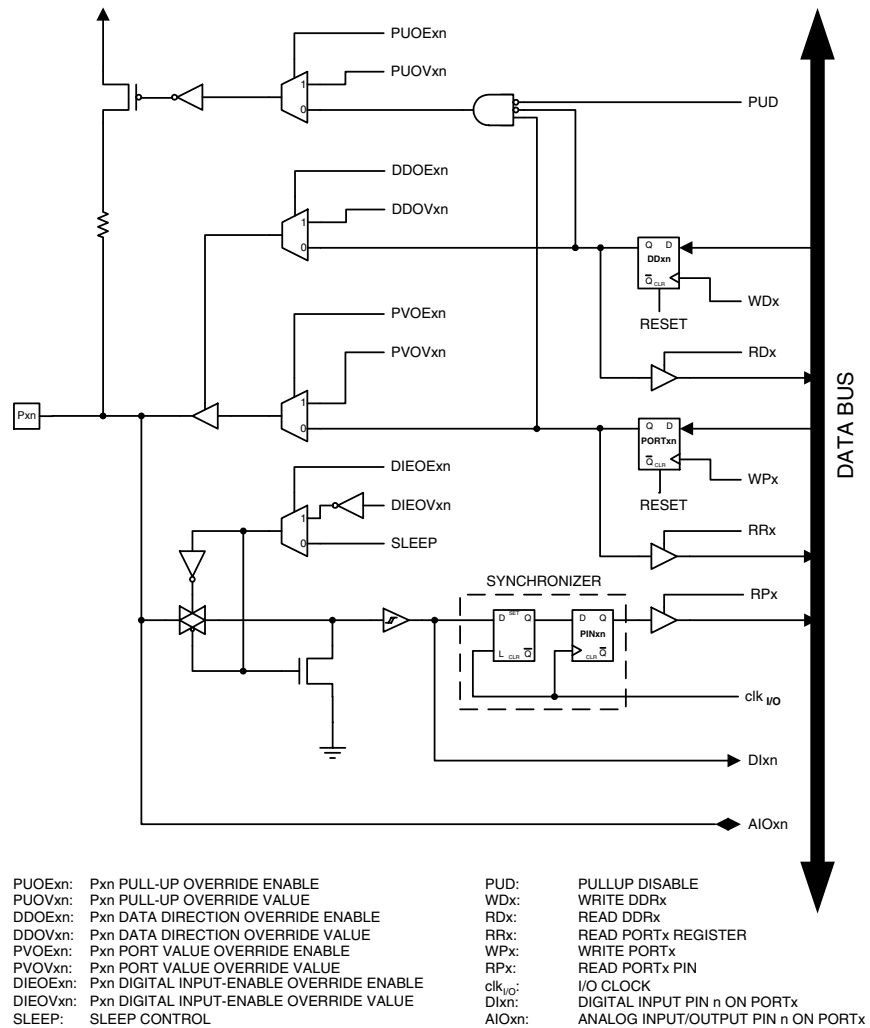 PUOExn
PUOVxn
1
0
PUD
DDOExn
DDOVxn
1
0
Q D
DDxn
Q CLR
WDx
RESET
RDx
PVOExn
PVOVxn
1
0
Pxn
Q D
PORTxn
Q CLR
WPx
RESET
RRx
DATA BUS
DIEOExn
DIEOVxn
1
0
SLEEP
SYNCHRONIZER
RPx
D SET Q
L CLR Q
D Q
PINxn
CLR Q
clk I/O
DIxn
AIOxn
PUOExn: Pxn PULL-UP OVERRIDE ENABLE
PUOVxn: Pxn PULL-UP OVERRIDE VALUE
DDOExn: Pxn DATA DIRECTION OVERRIDE ENABLE
DDOVxn: Pxn DATA DIRECTION OVERRIDE VALUE
PVOExn: Pxn PORT VALUE OVERRIDE ENABLE
PVOVxn: Pxn PORT VALUE OVERRIDE VALUE
DIEOExn: Pxn DIGITAL INPUT-ENABLE OVERRIDE ENABLE
DIEOVxn: Pxn DIGITAL INPUT-ENABLE OVERRIDE VALUE
SLEEP: SLEEP CONTROL
PUD: PULLUP DISABLE
WDx: WRITE DDRx
RDx: READ DDRx
RRx: READ PORTx REGISTER
WPx: WRITE PORTx
RPx: READ PORTx PIN
clkI/O: I/O CLOCK
DIxn: DIGITAL INPUT PIN n ON PORTx
AIOxn: ANALOG INPUT/OUTPUT PIN n ON PORTx